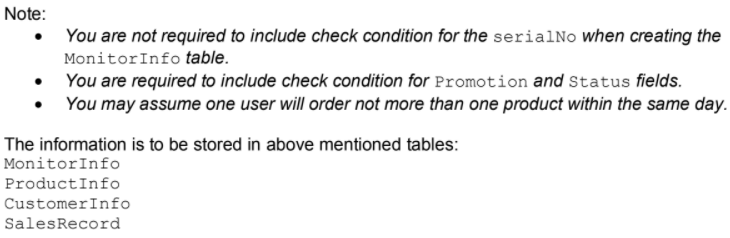 Note:
• You are not required to include check condition for the serialNo when creating the
MonitorInfo table.
• You are required to include check condition for Promotion and Status fields.
• You may assume one user will order not more than one product within the same day.
The information is to be stored in above mentioned tables:
MonitorInfo
ProductInfo
CustomerInfo
SalesRecord